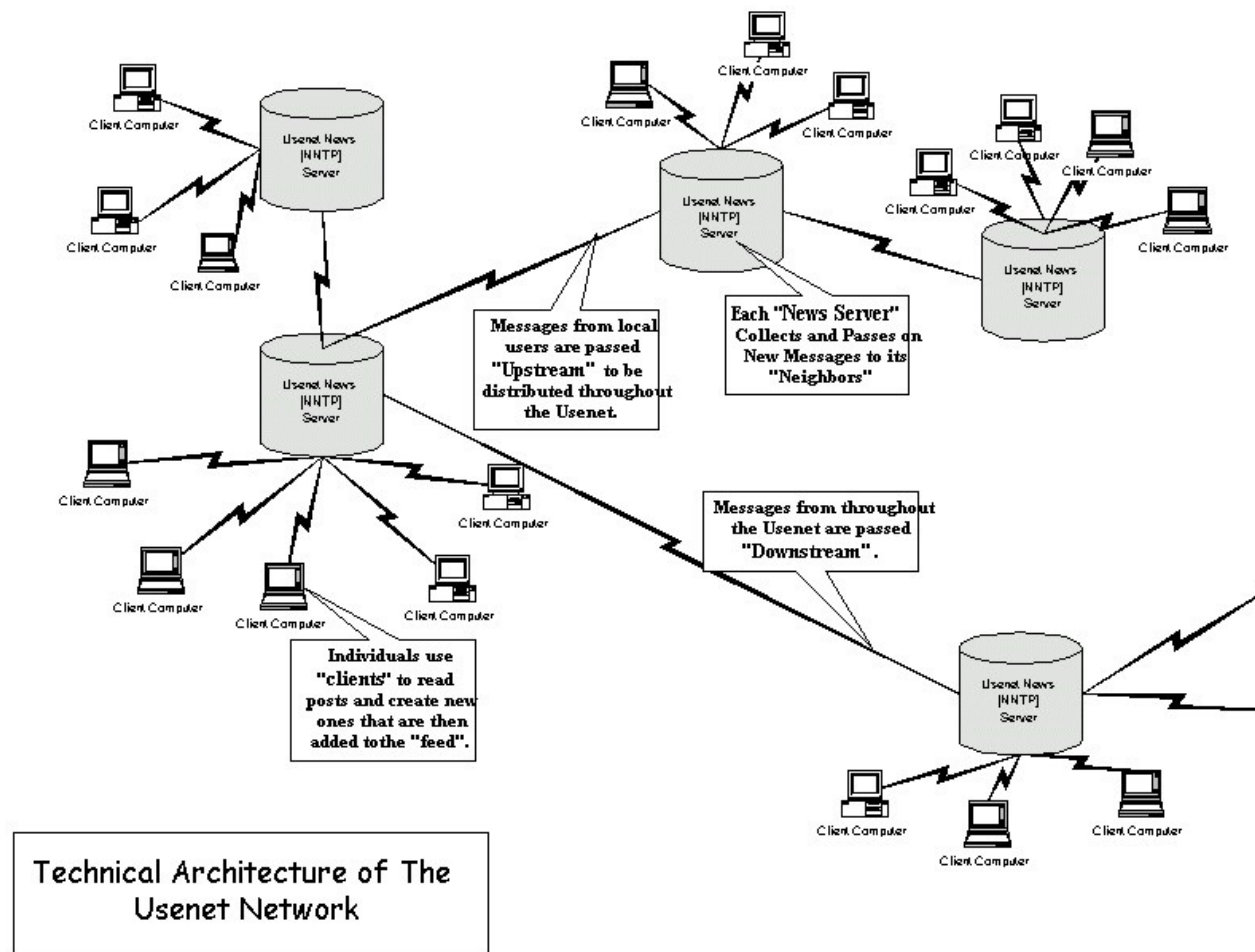 Client Computer
Client Computer
Client Computer
Usenet News
[NNTP]
Server
Client Computer
Client Computer
Client Computer
Usenet News
[NNTP]
Server
Client Computer
Client Computer
Client Computer
Client Computer
Usenet News
[NNTP]
Server
Messages from local
users are passed
"Upstream" to be
distributed throughout
the Usenet.
Each "News Server"
Collects and Passes on
New Messages to its
"Neighbors"
Usenet News
[NNTP]
Server
Client Computer
Client Computer
Client Computer
Client Computer
Client Computer
Individuals use
"clients" to read
posts and create new
ones that are then
added tothe "feed".
Messages from throughout
the Usenet are passed
"Downstream" .
Usenet News
[NNTP]
Server
Client Computer
Client Computer
Client Computer
Technical Architecture of The
Usenet Network